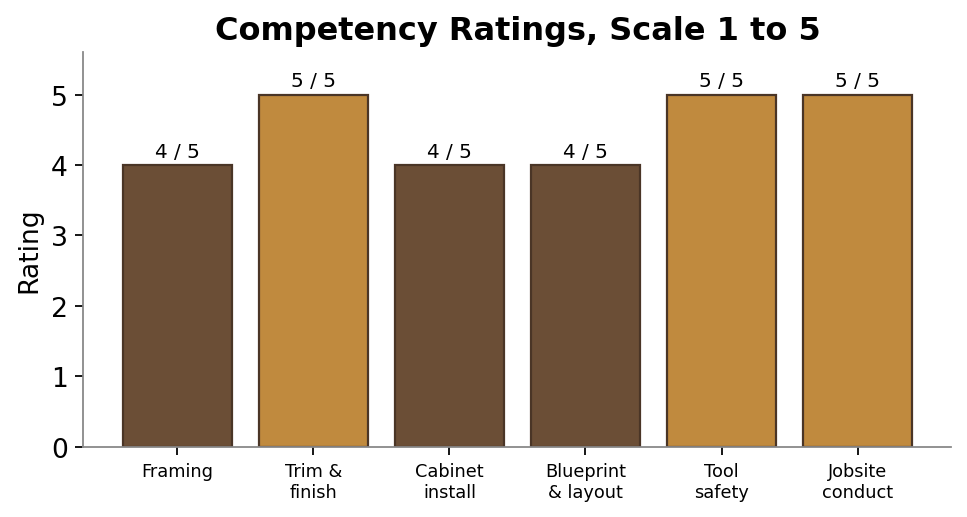 Competency Ratings, Scale 1 to 5
Rating
5
4
3
2
1
0
4 / 5
5 / 5
4 / 5
4 / 5
5 / 5
5 / 5
Framing
Trim &
finish
Cabinet
install
Blueprint
& layout
Tool
safety
Jobsite
conduct